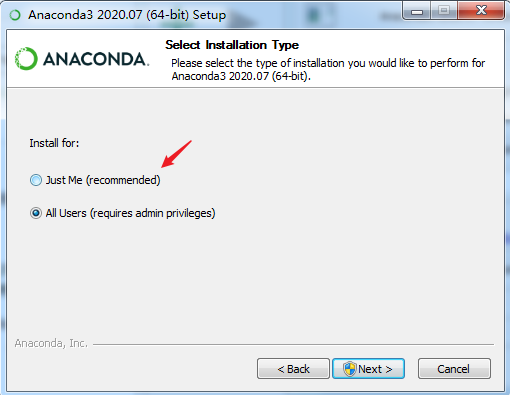 Anaconda3 2020.07 (64-bit) Setup
ANACONDA.
Select Installation Type
Please select the type of installation you would like to perform for
Anaconda3 2020.07 (64-bit).
Install for:
Just Me (recommended)
All Users (requires admin privileges)
Anaconda, Inc.
< Back
Next >
Cancel